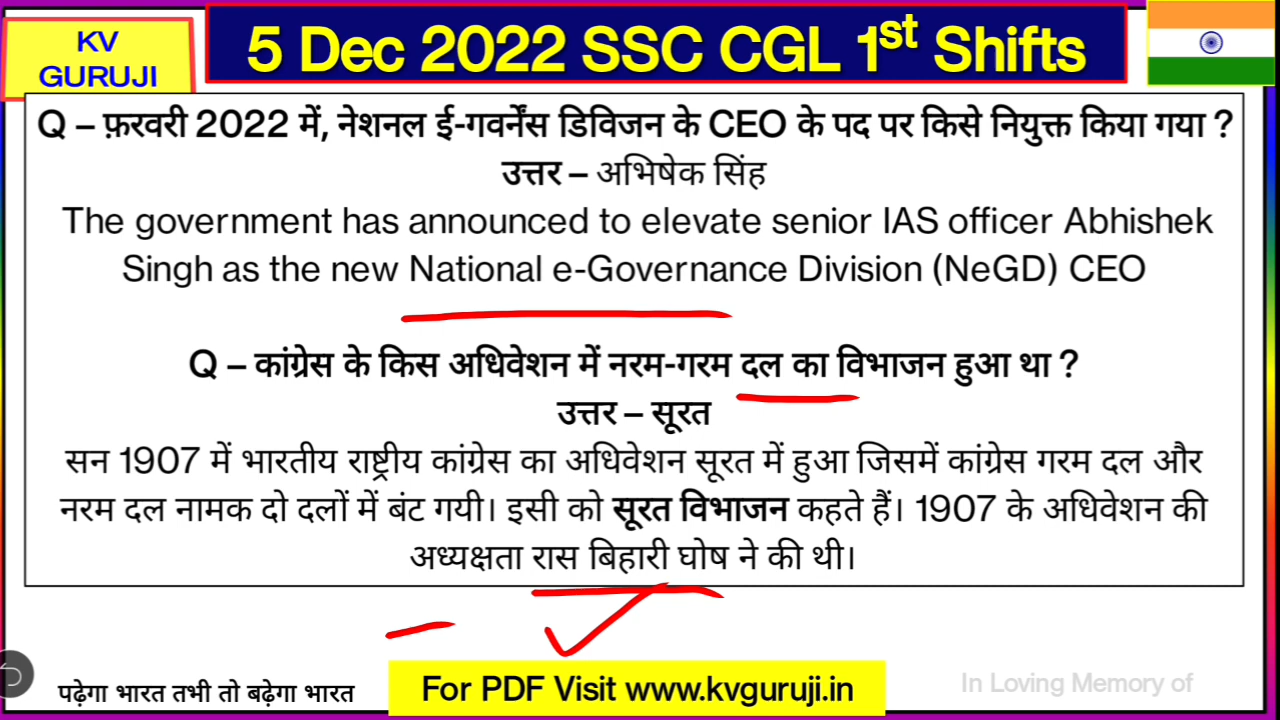 KV
GURUJI
5 Dec 2022 SSC CGL 1st Shifts
Q – फ़रवरी 2022 में, नेशनल ई-गवर्नेंस डिविजन के CEO के पद पर किसे नियुक्त किया गया ?
उत्तर – अभिषेक सिंह
The government has announced to elevate senior IAS officer Abhishek
Singh as the new National e-Governance Division (NeGD) CEO
Q – कांग्रेस के किस अधिवेशन में नरम-गरम दल का विभाजन हुआ था ?
उत्तर – सूरत
सन 1907 में भारतीय राष्ट्रीय कांग्रेस का अधिवेशन सूरत में हुआ जिसमें कांग्रेस गरम दल और
नरम दल नामक दो दलों में बंट गयी। इसी को सूरत विभाजन कहते हैं। 1907 के अधिवेशन की
अध्यक्षता रास बिहारी घोष ने की थी।
पढ़ेगा भारत तभी तो बढ़ेगा भारत
For PDF Visit www.kvguruji.in
In Loving Memory of